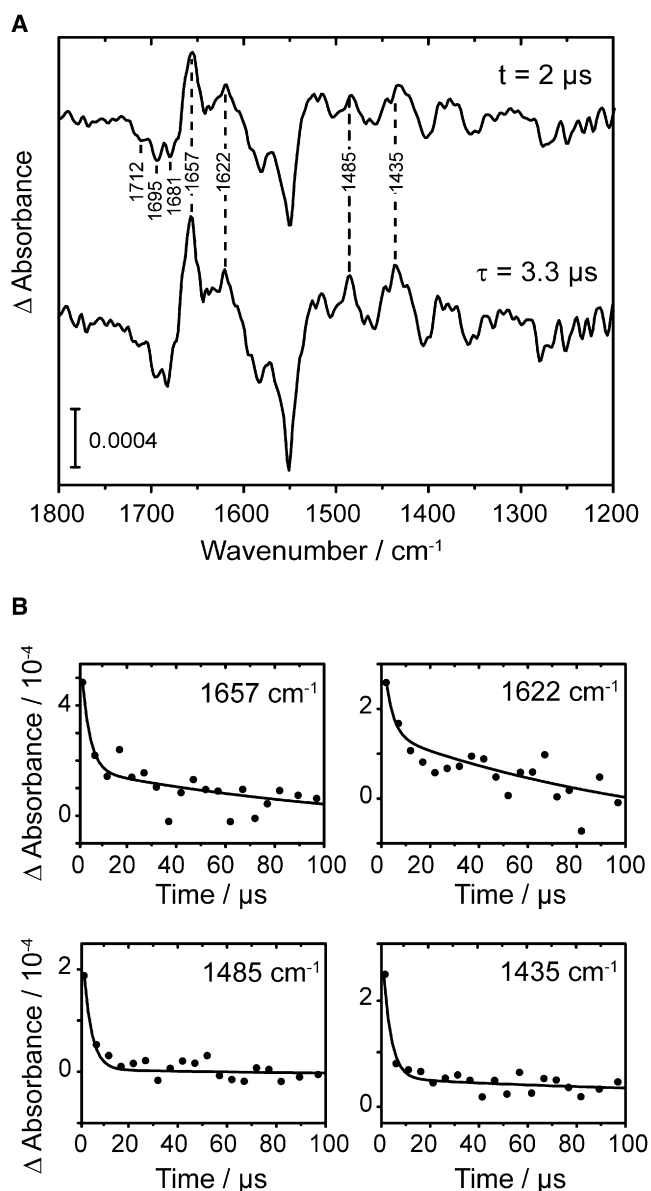 A
t = 2 µs
1712
1695
1681
1657
1622
1485
1435
τ = 3.3 µs
Δ Absorbance
0.0004
1800 1700 1600 1500 1400 1300 1200
Wavenumber / cm-1
B
1657 cm-1
4
0
Δ Absorbance / 10-4
0 20 40 60 80 100
Time / µs
1622 cm-1
2
0
0 20 40 60 80 100
Time / µs
1485 cm-1
2
0
Δ Absorbance / 10-4
0 20 40 60 80 100
Time / µs
1435 cm-1
2
0
0 20 40 60 80 100
Time / µs